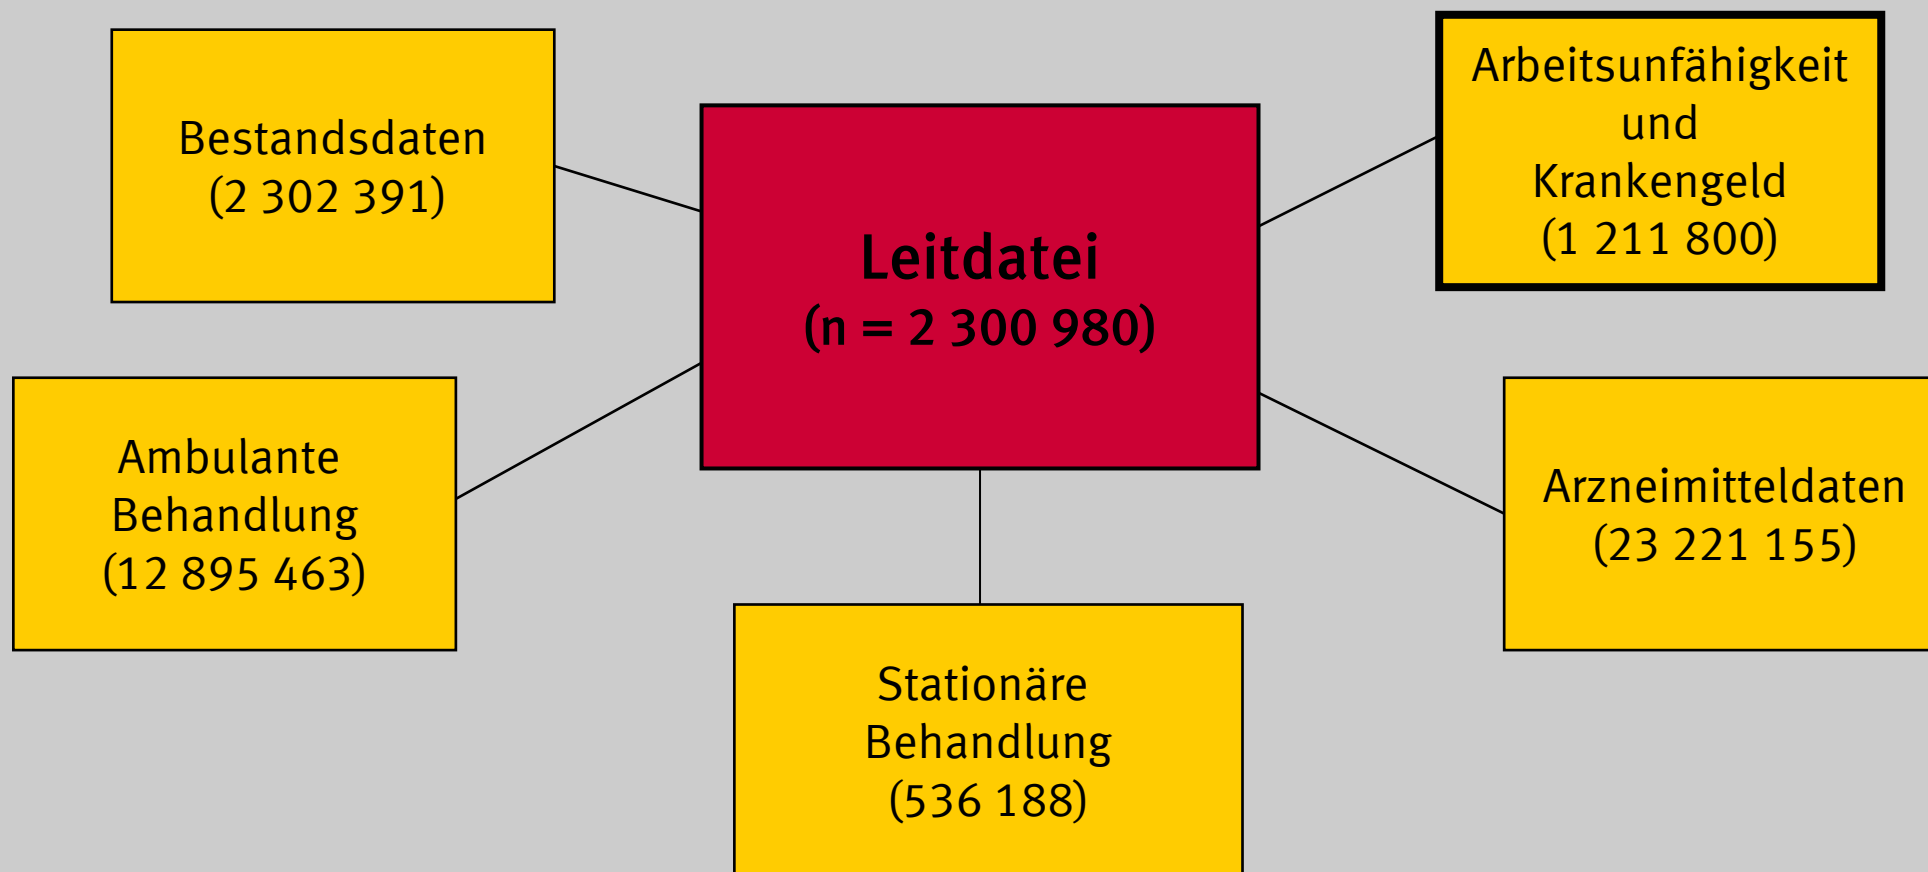 Bestandsdaten
(2 302 391)
Leitdatei
(n = 2 300 980)
Arbeitsunfähigkeit
und
Krankengeld
(1 211 800)
Ambulante
Behandlung
(12 895 463)
Arzneimitteldaten
(23 221 155)
Stationäre
Behandlung
(536 188)